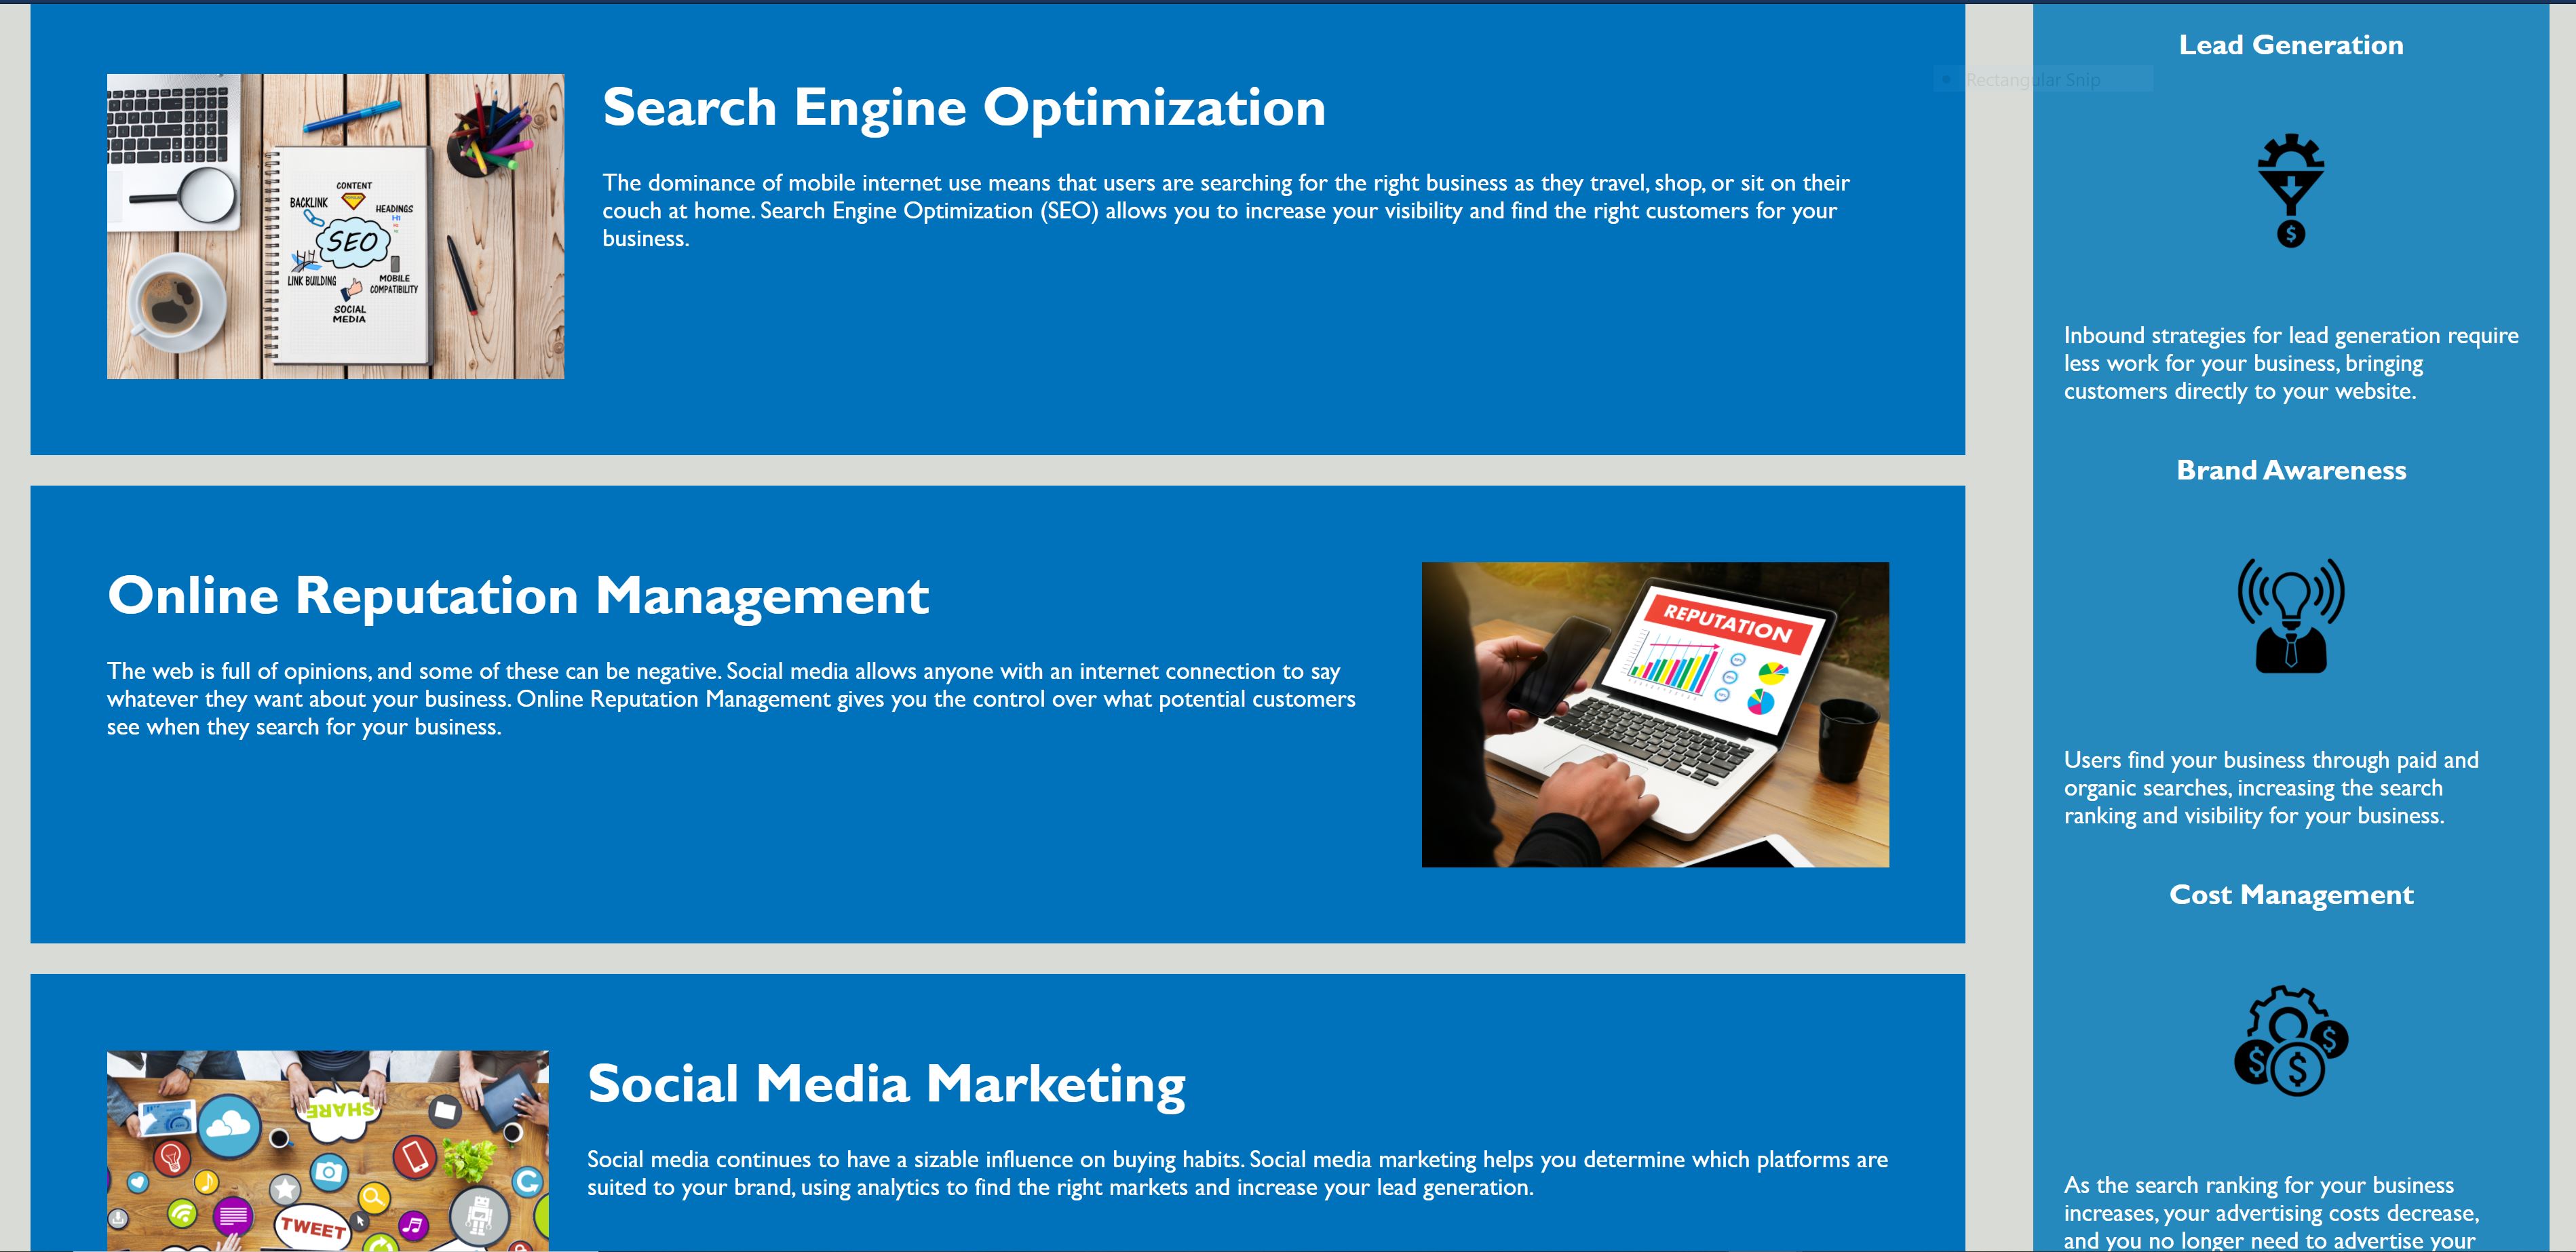 Search Engine Optimization
The dominance of mobile internet use means that users are searching for the right business as they travel, shop, or sit on their
couch at home. Search Engine Optimization (SEO) allows you to increase your visibility and find the right customers for your
business.
CONTENT
BACKLINK
HEADINGS
H1
SEO
LINK BUILDING
MOBILE
COMPATIBILITY
SOCIAL
MEDIA
Online Reputation Management
The web is full of opinions, and some of these can be negative. Social media allows anyone with an internet connection to say
whatever they want about your business. Online Reputation Management gives you the control over what potential customers
see when they search for your business.
REPUTATION
Social Media Marketing
Social media continues to have a sizable influence on buying habits. Social media marketing helps you determine which platforms are
suited to your brand, using analytics to find the right markets and increase your lead generation.
SHARE
TWEET
Lead Generation
Rectangular Snip
$
Inbound strategies for lead generation require
less work for your business, bringing
customers directly to your website.
Brand Awareness
Users find your business through paid and
organic searches, increasing the search
ranking and visibility for your business.
Cost Management
$
$ $
As the search ranking for your business
increases, your advertising costs decrease,
and you no longer need to advertise your